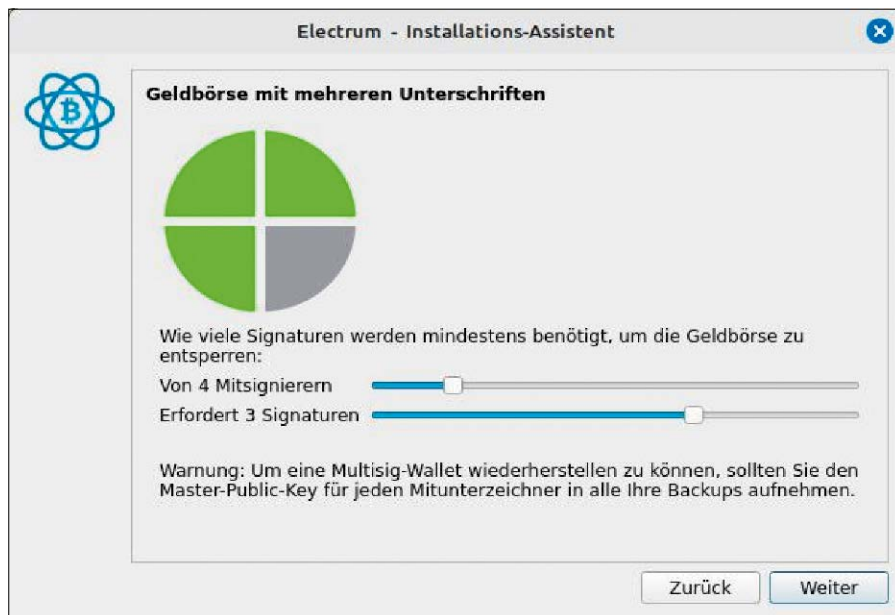 Electrum - Installations-Assistent
Geldbörse mit mehreren Unterschriften
Wie viele Signaturen werden mindestens benötigt, um die Geldbörse zu
entsperren:
Von 4 Mitsignierern
Erfordert 3 Signaturen
Warnung: Um eine Multisig-Wallet wiederherstellen zu können, sollten Sie den
Master-Public-Key für jeden Mitunterzeichner in alle Ihre Backups aufnehmen.
Zurück
Weiter